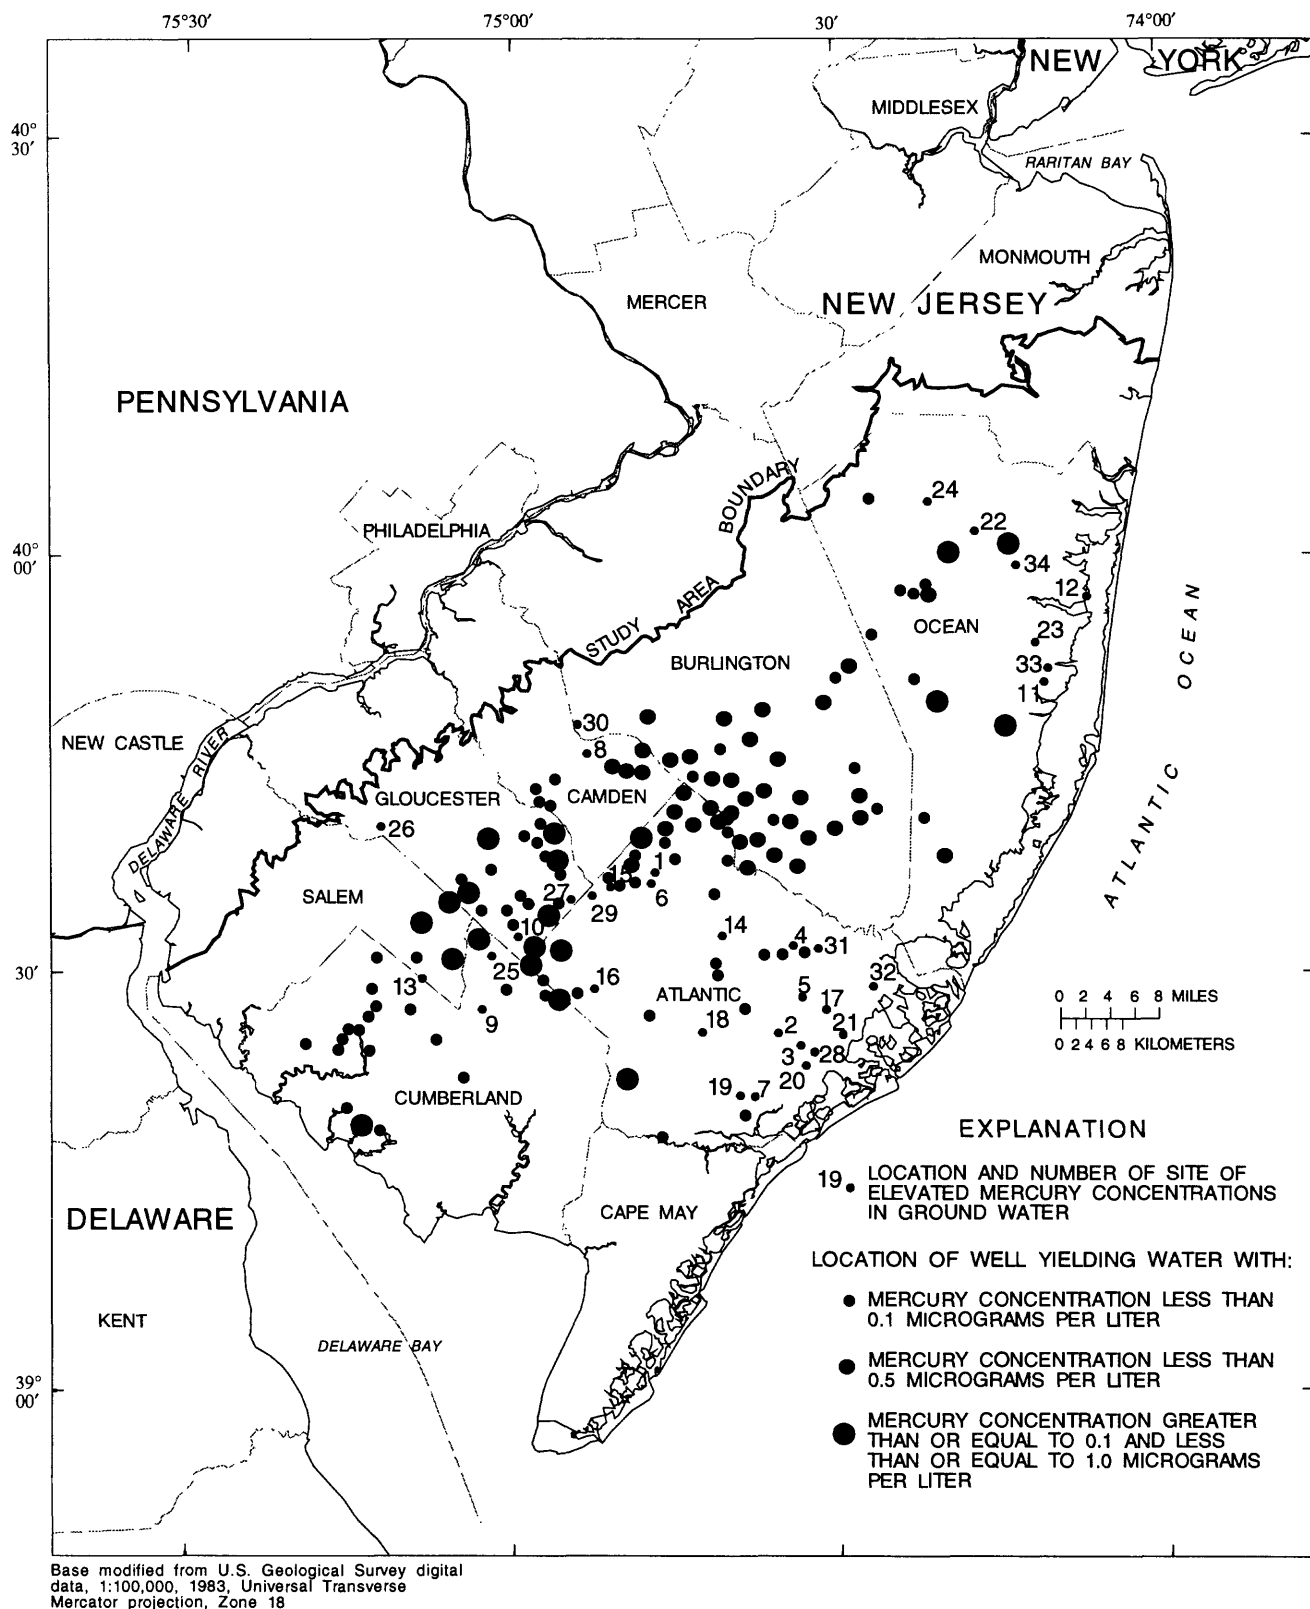 75°30′ 75°00′ 30′ 74°00′
NEW YORK
MIDDLESEX
40°
30′
RARITAN BAY
MONMOUTH
MERCER
NEW JERSEY
PENNSYLVANIA
BOUNDARY
24
PHILADELPHIA
22
40°
00′
34
AREA
12
STUDY
OCEAN
23
BURLINGTON
33
11
ATLANTIC OCEAN
30
NEW CASTLE
8
DELAWARE RIVER
GLOUCESTER
CAMDEN
26
15
1
SALEM
27
6
29
10
14
4
31
30′
13
25
16
32
ATLANTIC
5
17
9
18
2
21
3
28
20
19
7
CUMBERLAND
0 2 4 6 8 MILES
0 2 4 6 8 KILOMETERS
CAPE MAY
DELAWARE
KENT
DELAWARE BAY
39°
00′
EXPLANATION
19
LOCATION AND NUMBER OF SITE OF
ELEVATED MERCURY CONCENTRATIONS
IN GROUND WATER
LOCATION OF WELL YIELDING WATER WITH:
MERCURY CONCENTRATION LESS THAN
0.1 MICROGRAMS PER LITER
MERCURY CONCENTRATION LESS THAN
0.5 MICROGRAMS PER LITER
MERCURY CONCENTRATION GREATER
THAN OR EQUAL TO 0.1 AND LESS
THAN OR EQUAL TO 1.0 MICROGRAMS
PER LITER
Base modified from U.S. Geological Survey digital
data, 1:100,000, 1983, Universal Transverse
Mercator projection, Zone 18